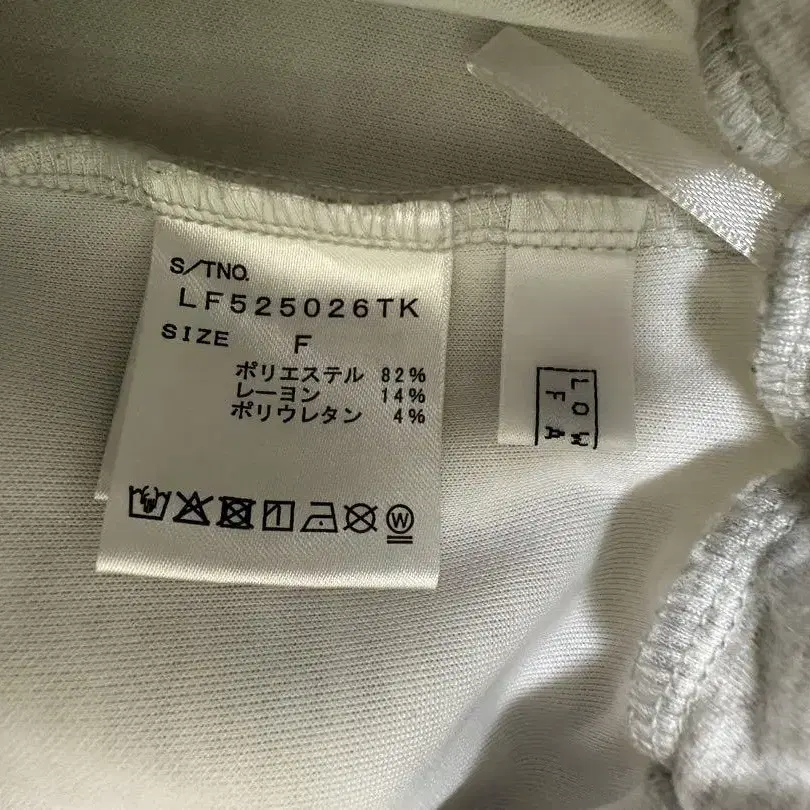 S/TNO.
LF525026TK
SIZE F
ポリエステル 82%
レーヨン 14%
ポリウレタン 4%
W
LOW
F A